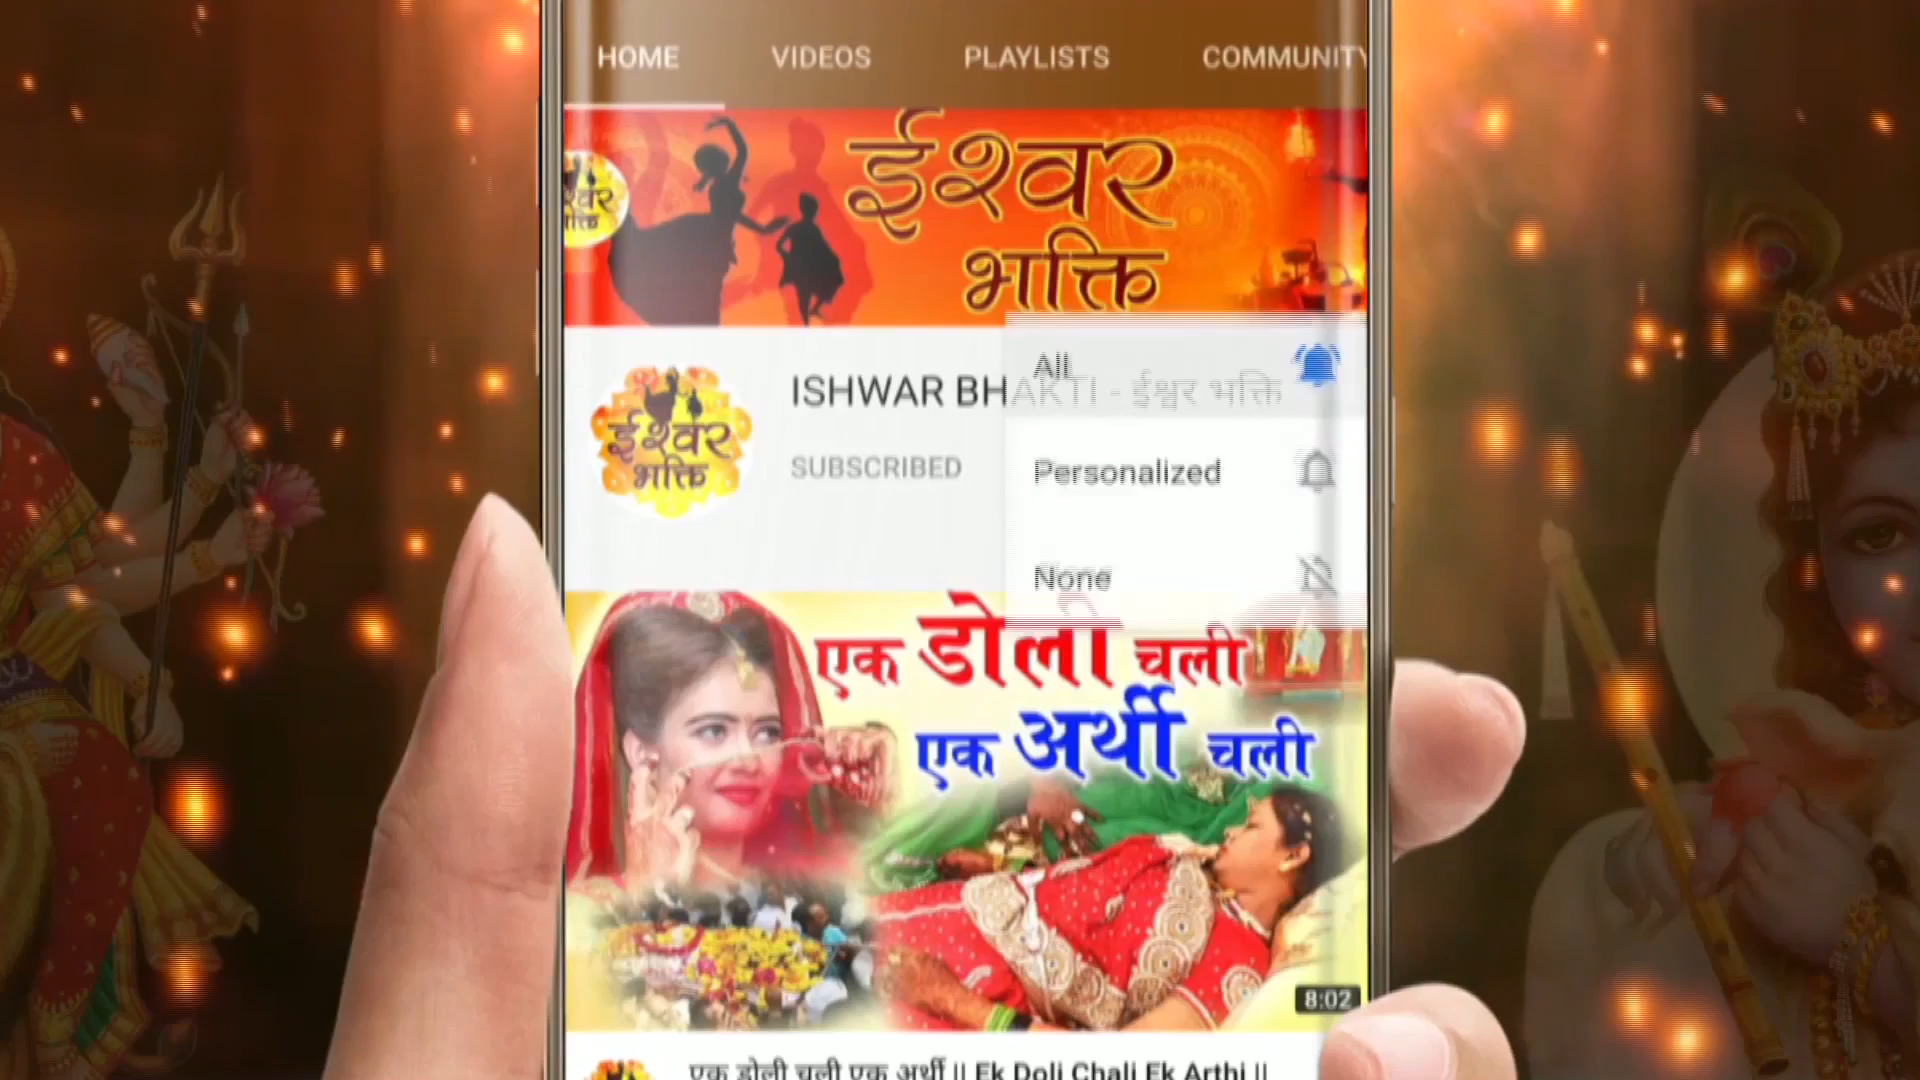 HOME VIDEOS PLAYLISTS COMMUNITY
ईश्वर
भक्ति
ईश्वर
भक्ति
All
ISHWAR BHAKTI - ईश्वर भक्ति
ईश्वर
भक्ति
SUBSCRIBED
Personalized
None
एक डोली चली
एक अर्थी चली
8:02
एक डोली चली एक अर्थी || Ek Doli Chali Ek Arthi ||